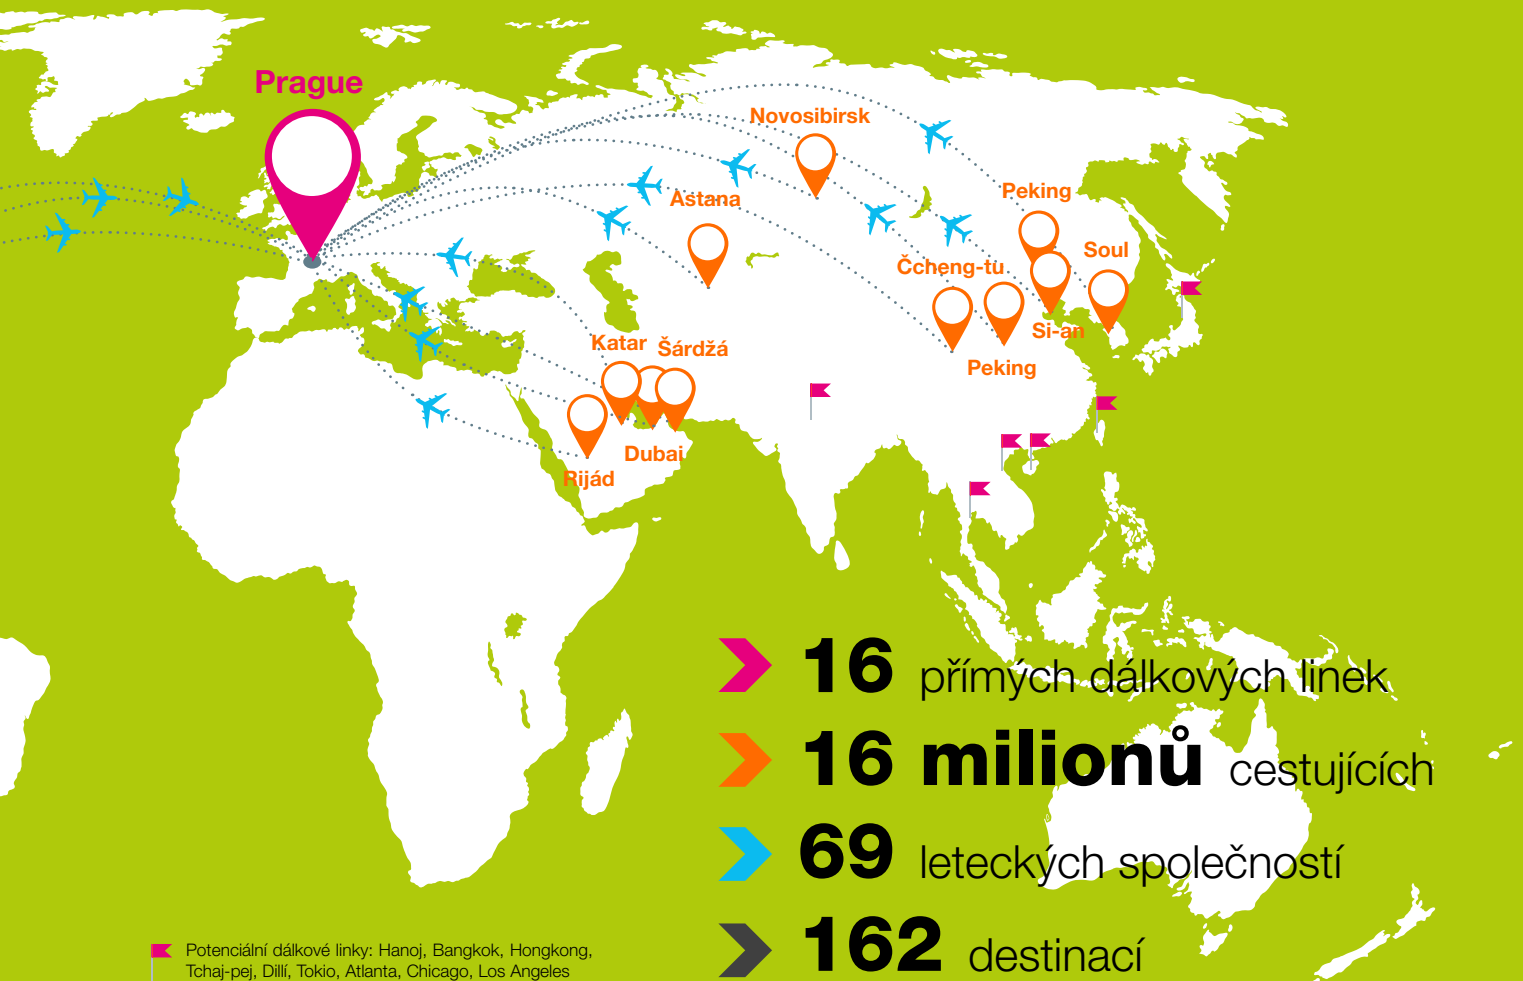 Prague
Novosibirsk
Astana
Peking
Soul
Čcheng-tu
Si-an
Peking
Katar
Šárdžá
Dubai
Rijád
16 přímých dálkových linek
16 milionů cestujících
69 leteckých společností
162 destinací
Potenciální dálkové linky: Hanoj, Bangkok, Hongkong,
Tchaj-pej, Dillí, Tokio, Atlanta, Chicago, Los Angeles